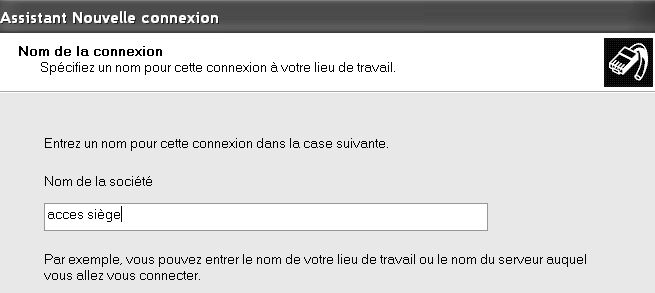 Assistant Nouvelle connexion
Nom de la connexion
Spécifiez un nom pour cette connexion à votre lieu de travail.
Entrez un nom pour cette connexion dans la case suivante.
Nom de la société
acces siège
Par exemple, vous pouvez entrer le nom de votre lieu de travail ou le nom du serveur auquel
vous allez vous connecter.